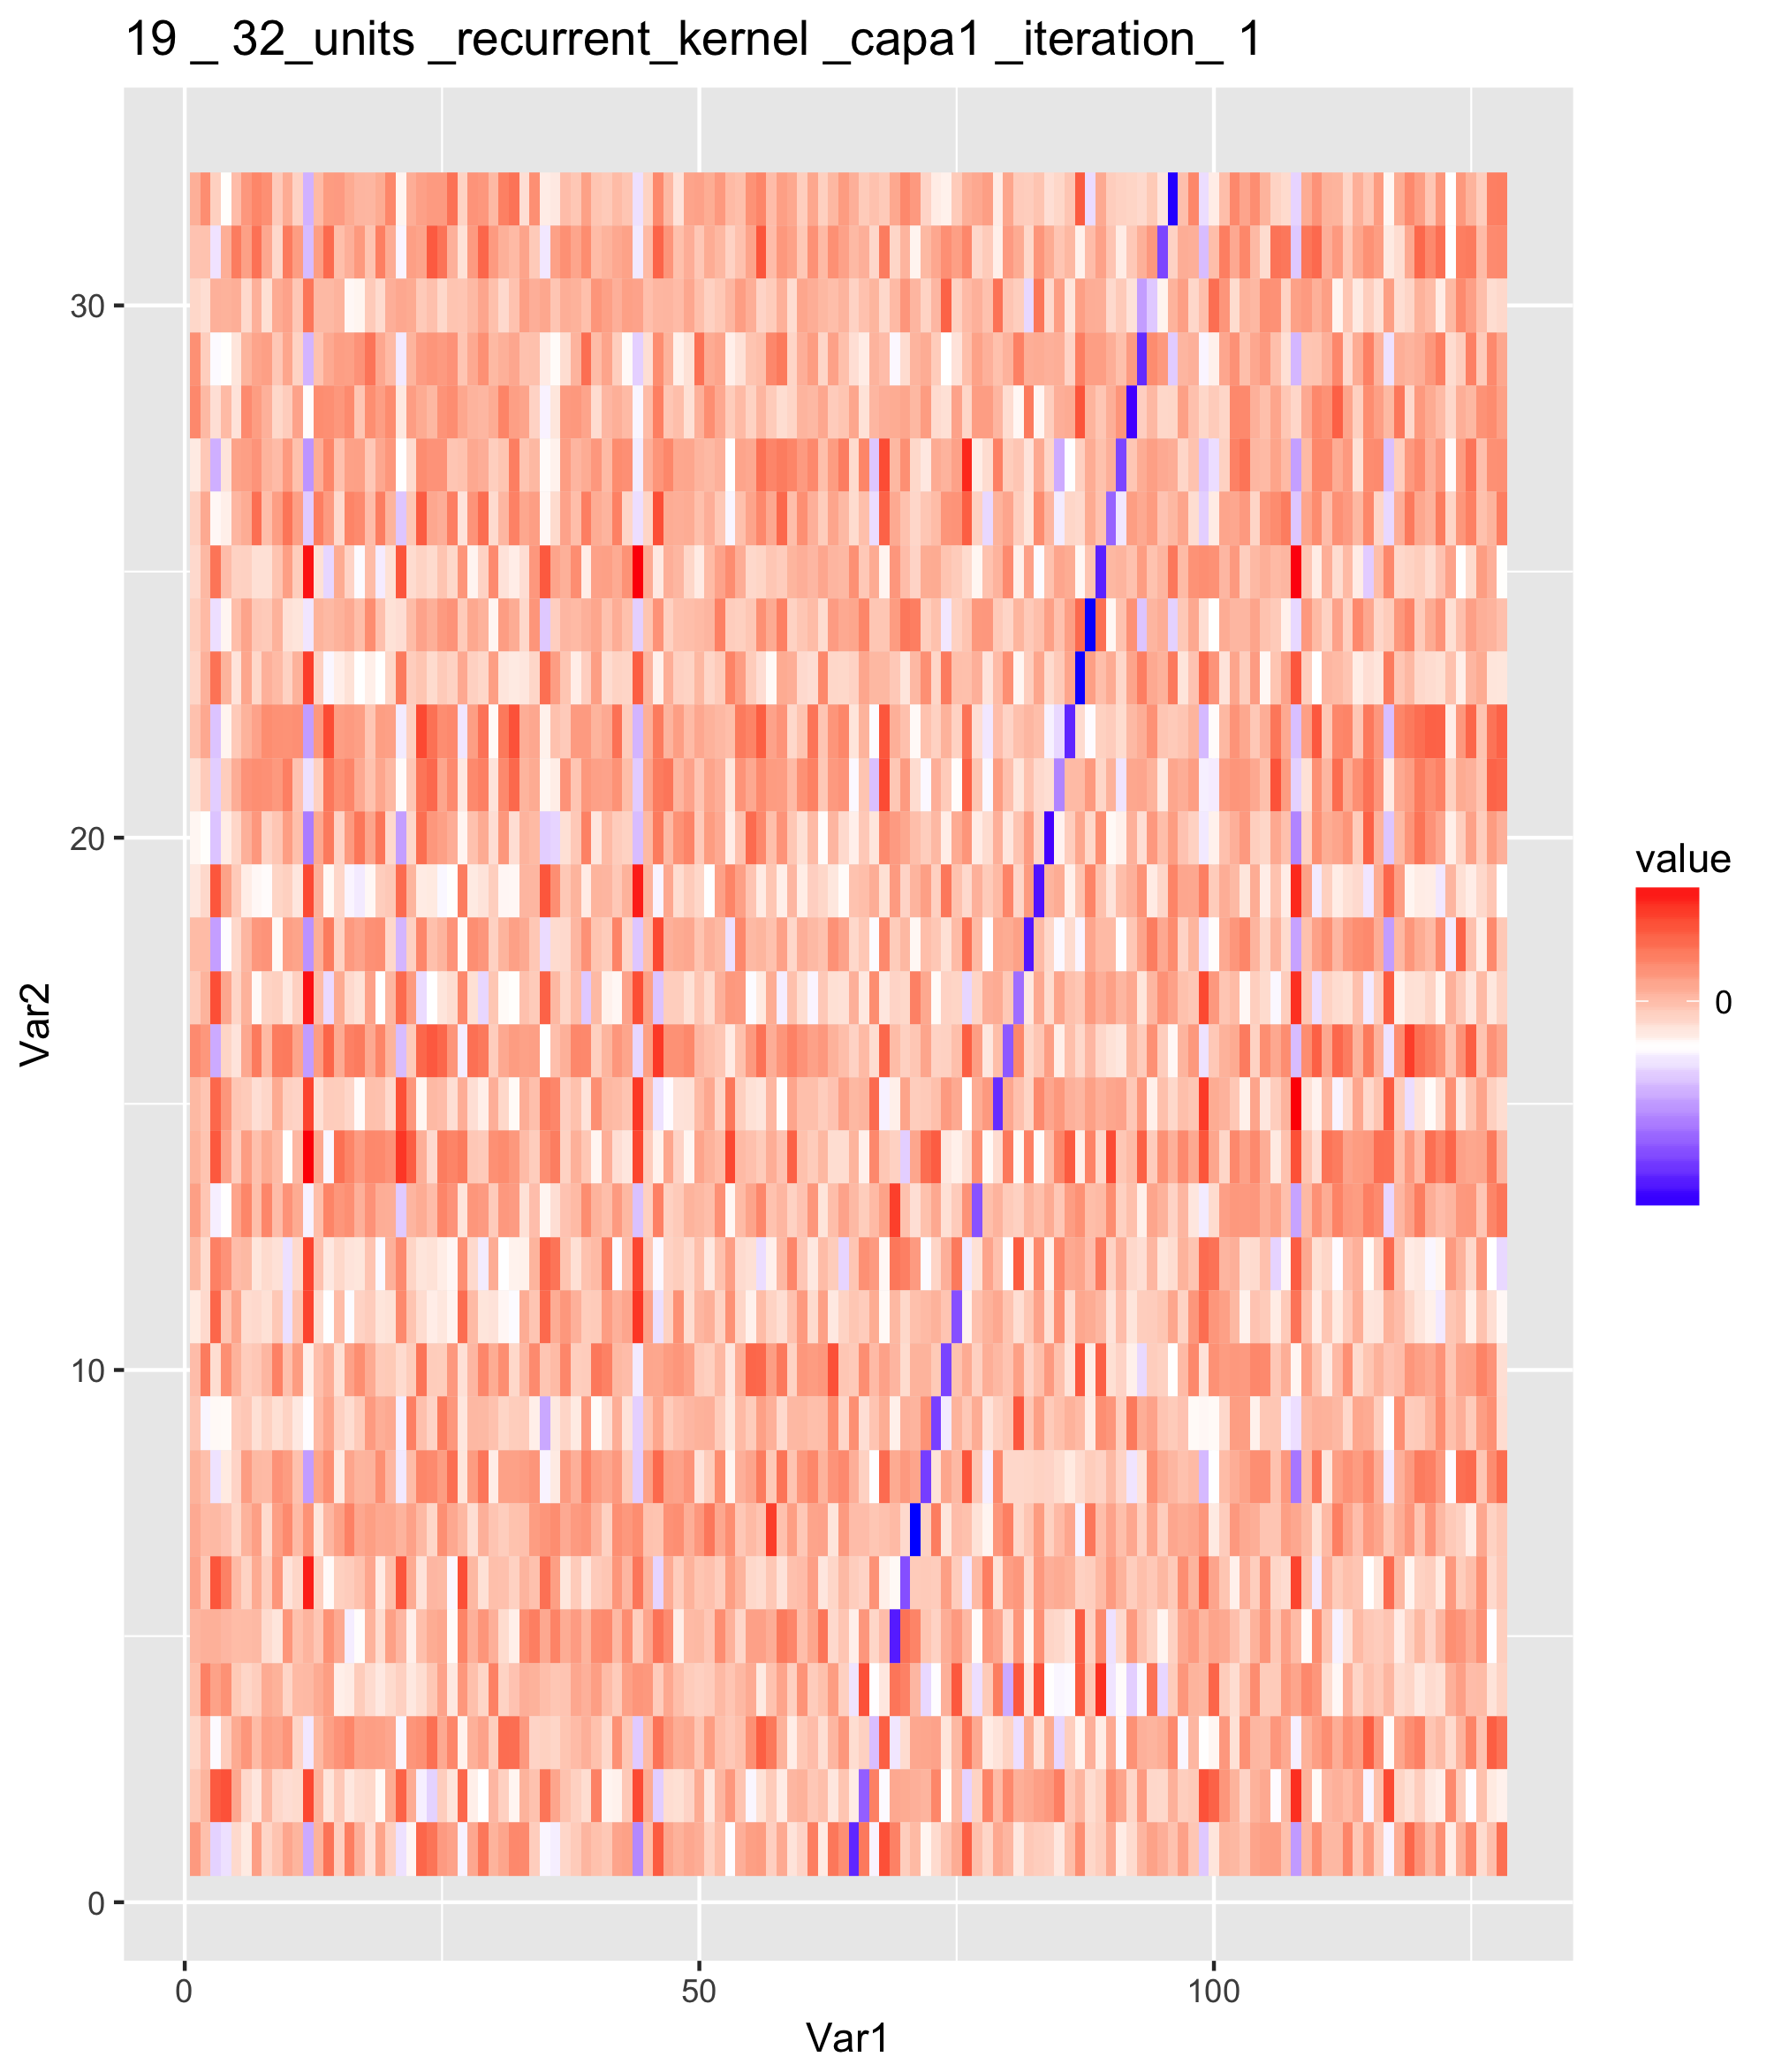 19 _ 32_units _recurrent_kernel _capa1 _iteration_ 1
30
20
10
0
Var2
0
50
100
Var1
value
0